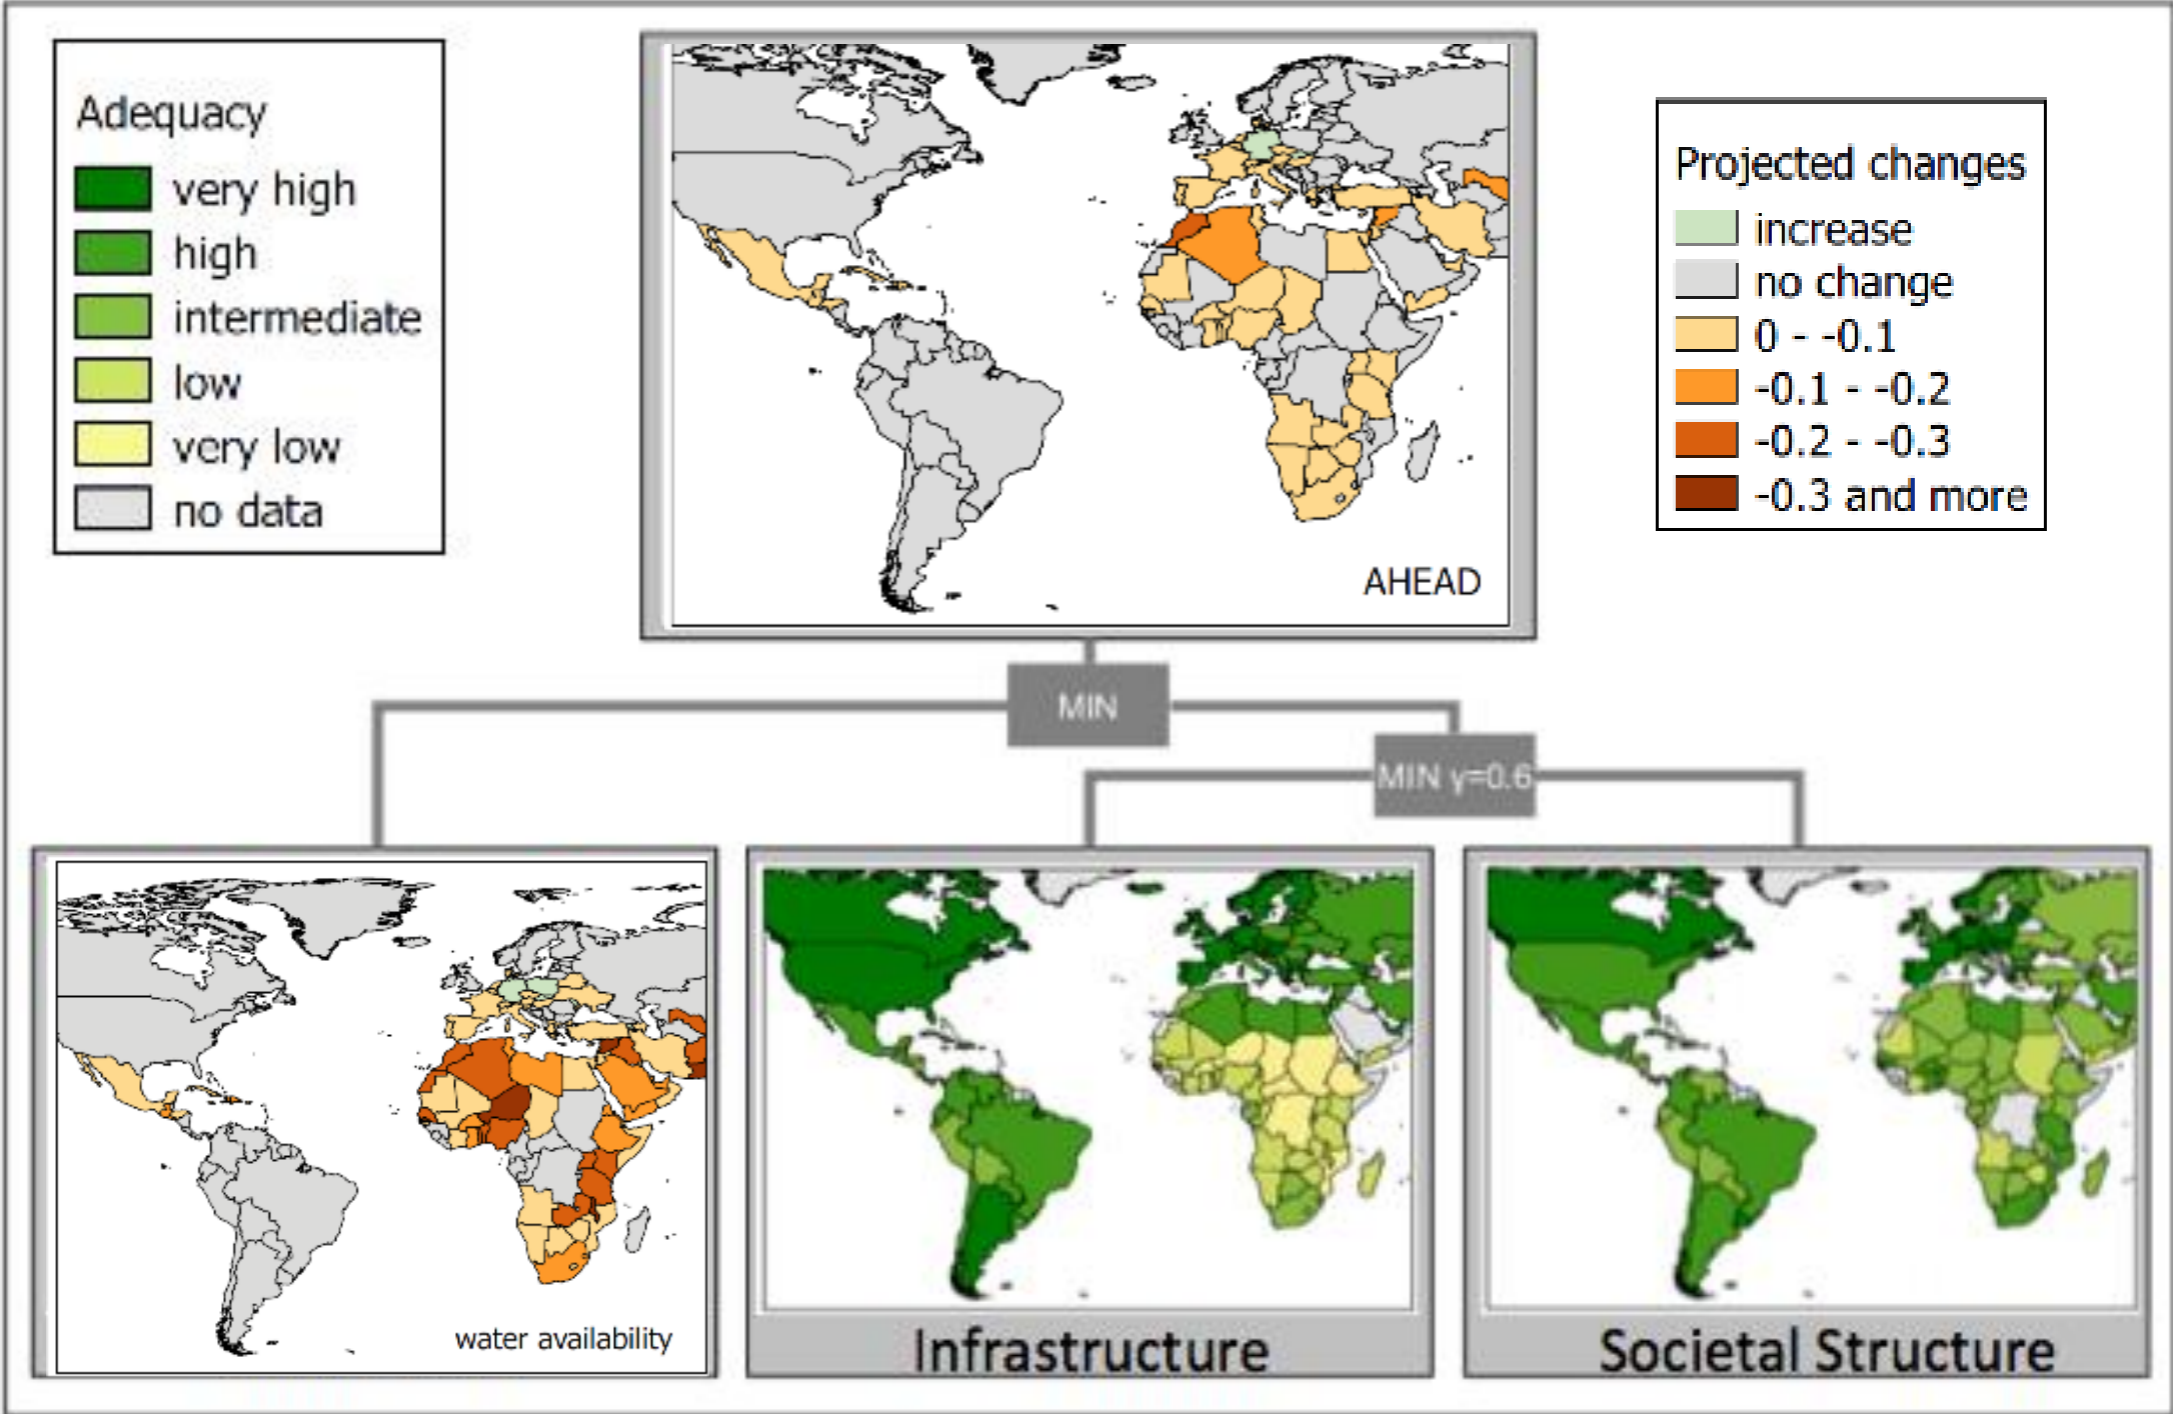 Adequacy
very high
high
intermediate
low
very low
no data
AHEAD
Projected changes
increase
no change
0 - -0.1
-0.1 - -0.2
-0.2 - -0.3
-0.3 and more
MIN
MIN γ=0.6
water availability
Infrastructure
Societal Structure